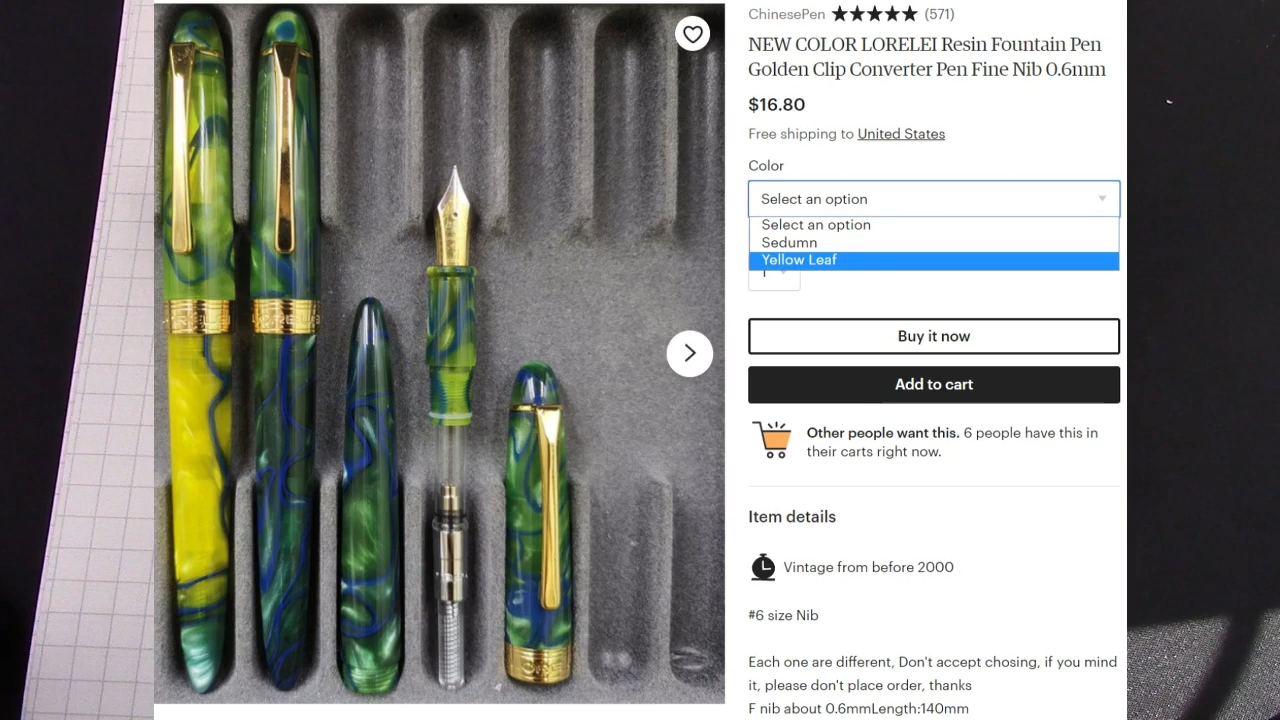 ChinesePen ★★★★★ (571)
NEW COLOR LORELEI Resin Fountain Pen
Golden Clip Converter Pen Fine Nib 0.6mm
$16.80
Free shipping to United States
Color
Select an option
Select an option
Sedumn
Yellow Leaf
Buy it now
Add to cart
Other people want this. 6 people have this in
their carts right now.
Item details
Vintage from before 2000
#6 size Nib
Each one are different, Don't accept chosing, if you mind
it, please don't place order, thanks
F nib about 0.6mmLength:140mm